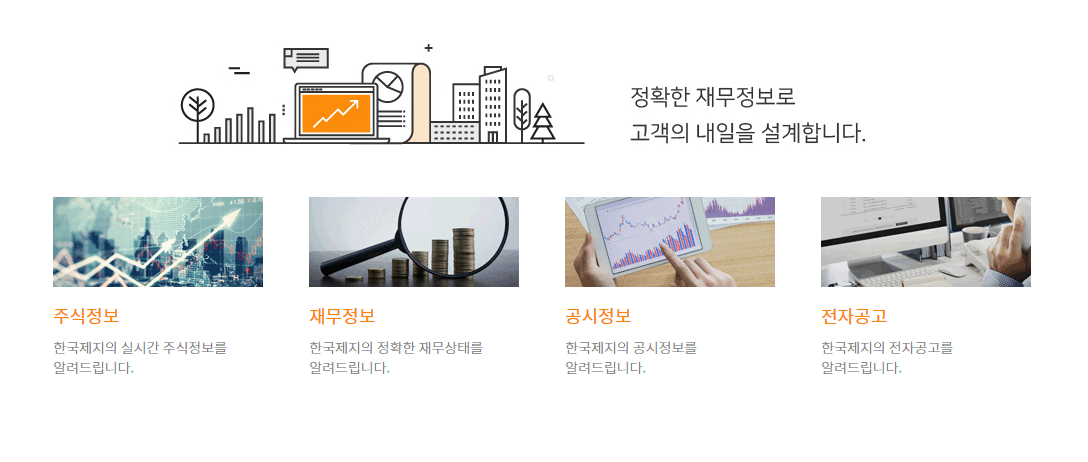 정확한 재무정보로
고객의 내일을 설계합니다.
주식정보
재무정보
공시정보
전자공고
한국제지의 실시간 주식정보를
알려드립니다.
한국제지의 정확한 재무상태를
알려드립니다.
한국제지의 공시정보를
알려드립니다.
한국제지의 전자공고를
알려드립니다.